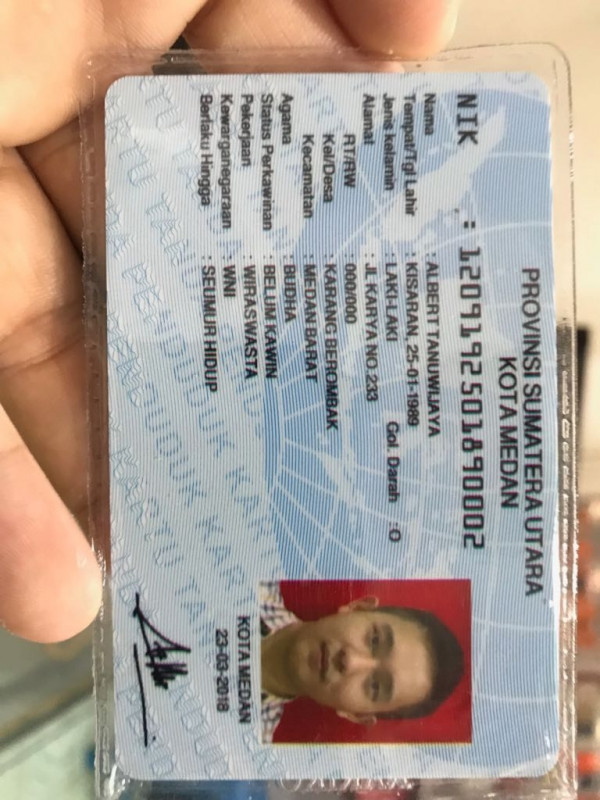 PROVINSI SUMATERA UTARA
KOTA MEDAN
NIK : 1209192501890002
Nama : ALBERT TANUWIJAYA
Tempat/Tgl Lahir : KISARAN, 25-01-1989
Jenis kelamin : LAKI-LAKI Gol. Darah : O
Alamat : JL KARYA NO.233
RT/RW : 000/000
Kel/Desa : KARANG BEROMBAK
Kecamatan : MEDAN BARAT
Agama : BUDHA
Status Perkawinan : BELUM KAWIN
Pekerjaan : WIRASWASTA
Kewarganegaraan : WNI
Berlaku Hingga : SEUMUR HIDUP
KOTA MEDAN
23-03-2018